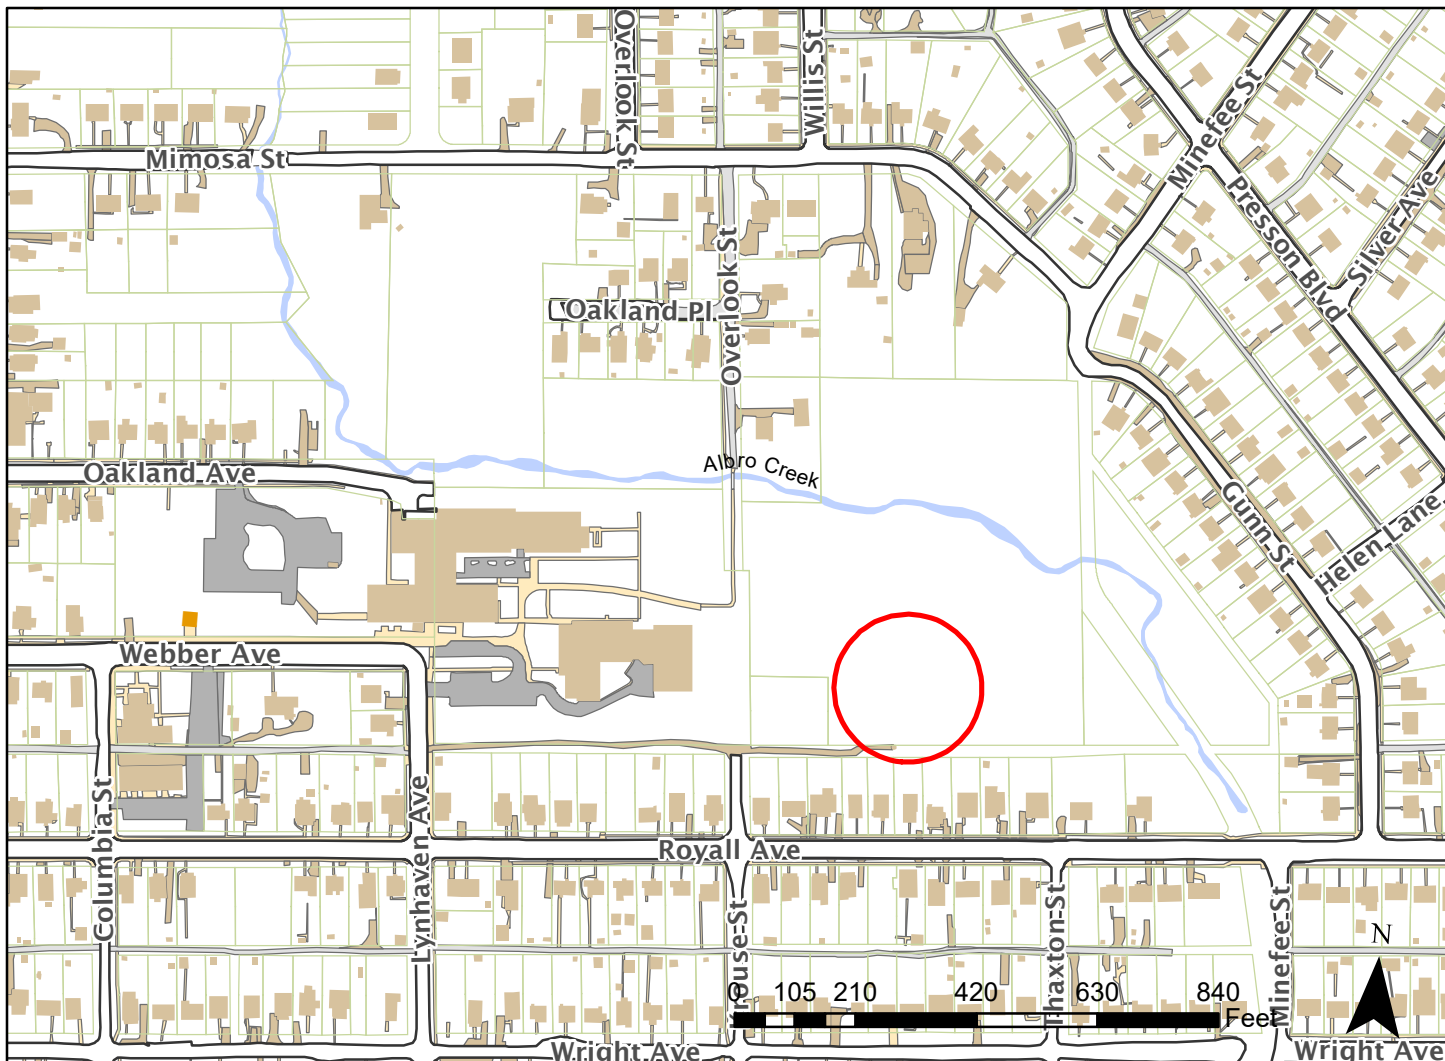 Overlook St
Willis St
Mimosa St
Minefee St
Presson Blvd
Silver Ave
Overlook St
Oakland Pl
Albro Creek
Oakland Ave
Gunn St
Helen Lane
Webber Ave
Columbia St
Lynhaven Ave
Royall Ave
Krouse St
Thaxton St
Minefee St
N
0 105 210 420 630 840
Feet
Wright Ave
Wright Ave